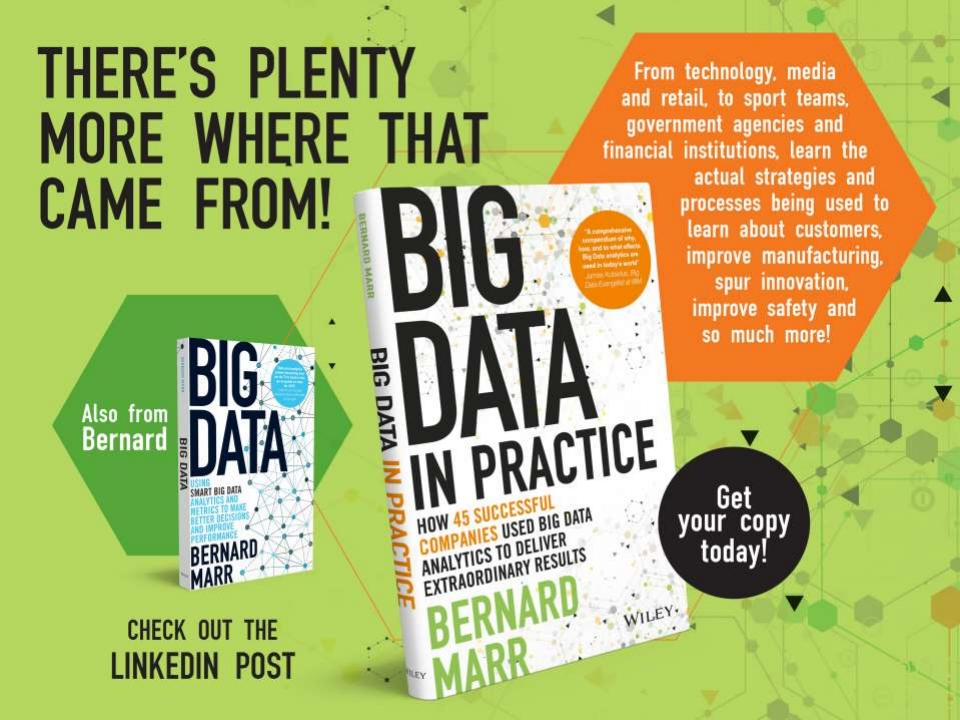 THERE'S PLENTY
MORE WHERE THAT
CAME FROM!
From technology, media
and retail, to sport teams,
government agencies and
financial institutions, learn the
actual strategies and
processes being used to
learn about customers,
improve manufacturing,
spur innovation,
improve safety and
so much more!
BERNARD MARR
BIG DATA IN PRACTICE
WILEY
BIG
DATA
IN PRACTICE
"A comprehensive
compendium of why,
how, and to what effects
Big Data analytics are
used in today's world"
James Kobielus, Big
Data Evangelist at IBM
HOW 45 SUCCESSFUL
COMPANIES USED BIG DATA
ANALYTICS TO DELIVER
EXTRAORDINARY RESULTS
BERNARD
MARR
WILEY
Also from
Bernard
BIG DATA
BIG
DATA
USING
SMART BIG DATA
ANALYTICS AND
METRICS TO MAKE
BETTER DECISIONS
AND IMPROVE
PERFORMANCE
BERNARD
MARR
Get
your copy
today!
CHECK OUT THE
LINKEDIN POST